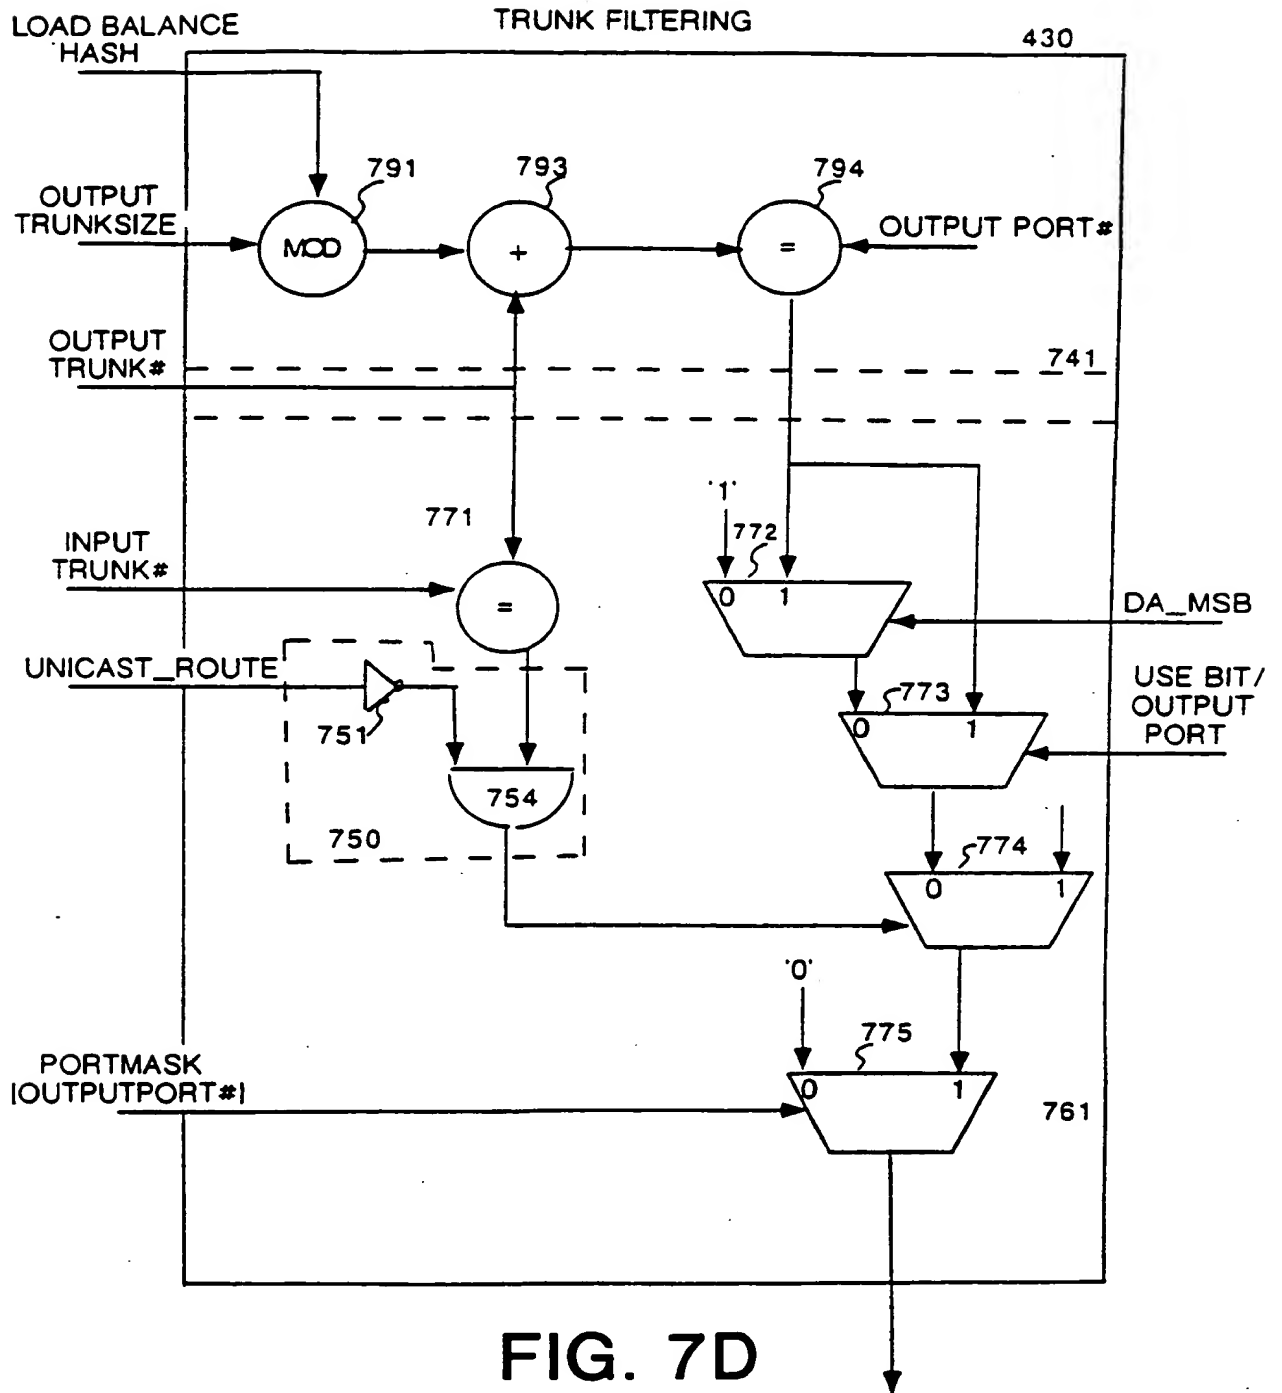 LOAD BALANCE
HASH
TRUNK FILTERING
430
791
793
794
OUTPUT
TRUNKSIZE
MOD
+
=
OUTPUT PORT#
OUTPUT
TRUNK#
741
771
'1'
772
INPUT
TRUNK#
=
0
1
DA_MSB
UNICAST_ROUTE
751
773
0
1
USE BIT/
OUTPUT
PORT
754
750
774
0
1
'0'
775
PORTMASK
[OUTPUTPORT#]
0
1
761
FIG. 7D